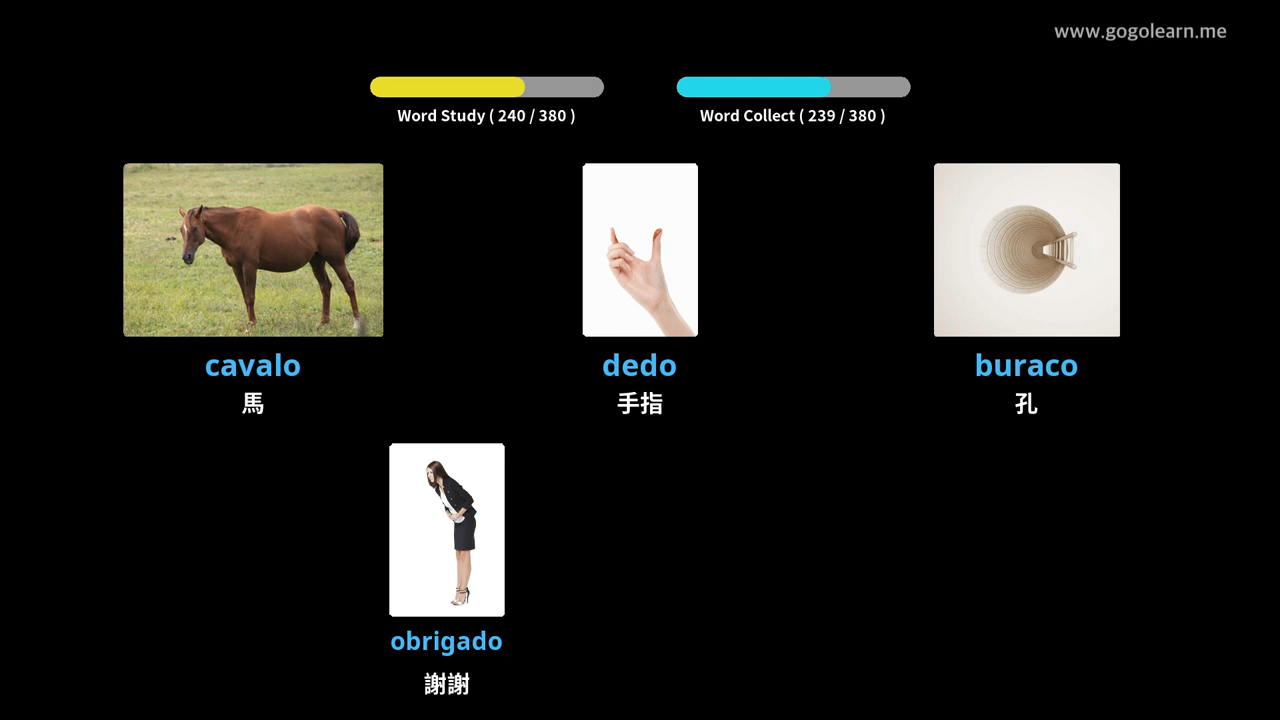 www.gogolearn.me
Word Study ( 240 / 380 )
Word Collect ( 239 / 380 )
cavalo
dedo
buraco
馬
手指
孔
obrigado
謝謝